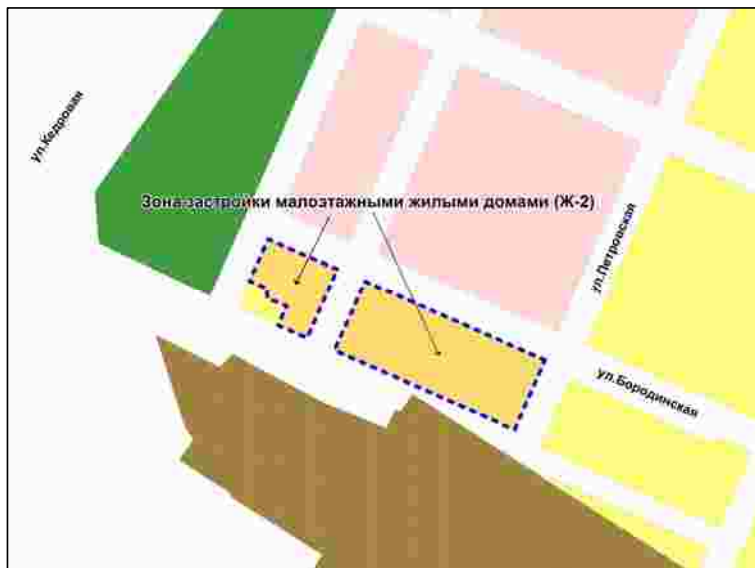 ул.Кедровая
Зона застройки малоэтажными жилыми домами (Ж-2)
ул.Петровская
ул.Бородинская